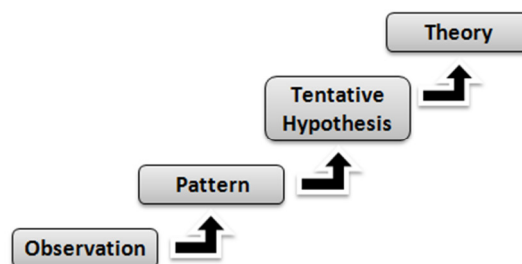 Theory
Tentative
Hypothesis
Pattern
Observation